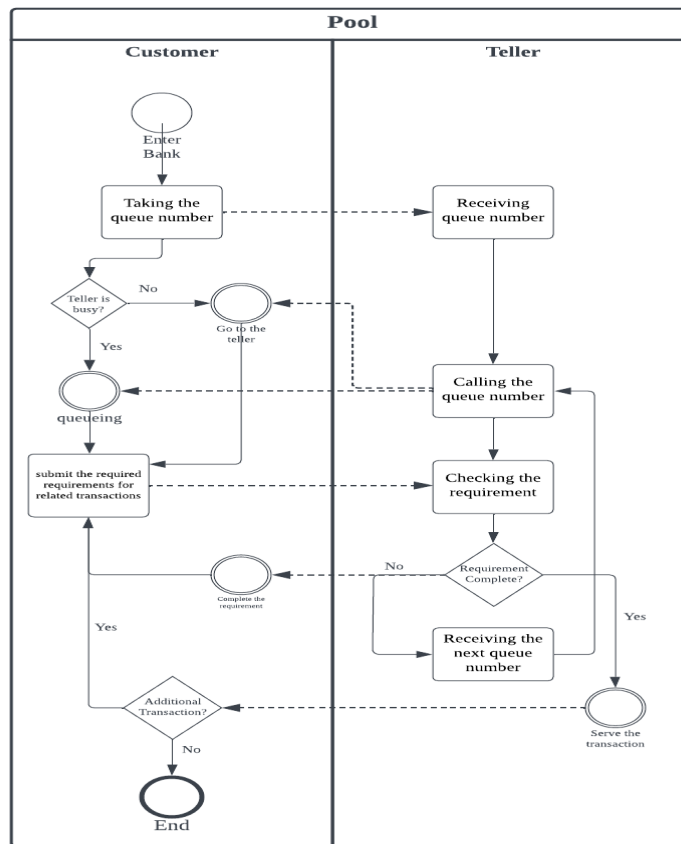 Pool
Customer
Teller
Enter
Bank
Taking the
queue number
Receiving
queue number
Teller is
busy?
No
Go to the
teller
Yes
queueing
Calling the
queue number
submit the required
requirements for
related transactions
Checking the
requirement
Requirement
Complete?
No
Complete the
requirement
Yes
Yes
Receiving the
next queue
number
Additional
Transaction?
Serve the
transaction
No
End